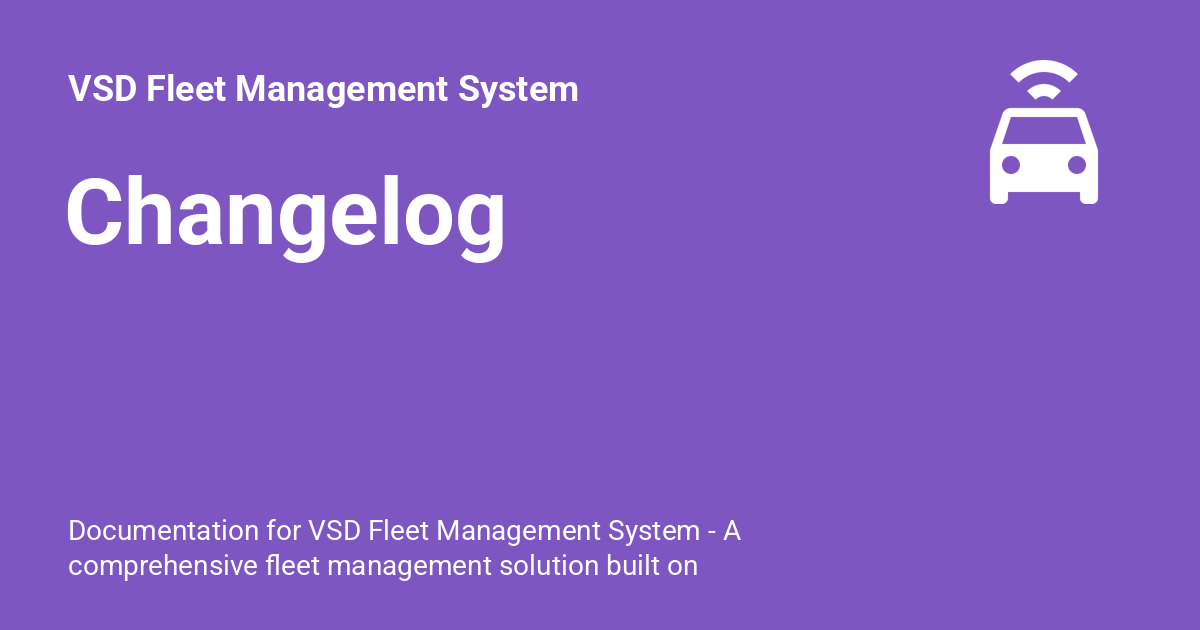 VSD Fleet Management System
Changelog
Documentation for VSD Fleet Management System - A
comprehensive fleet management solution built on